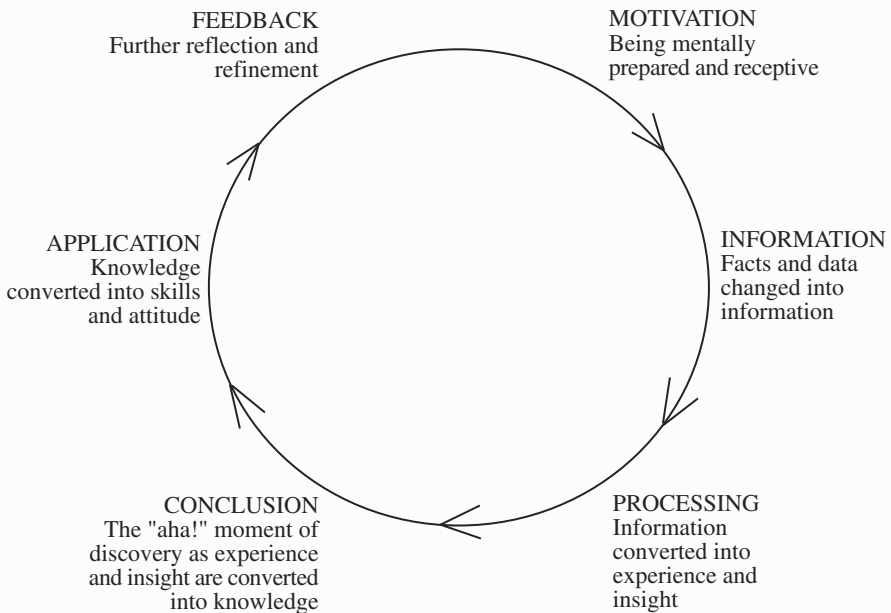 FEEDBACK
Further reflection and
refinement
MOTIVATION
Being mentally
prepared and receptive
APPLICATION
Knowledge
converted into skills
and attitude
INFORMATION
Facts and data
changed into
information
CONCLUSION
The "aha!" moment of
discovery as experience
and insight are converted
into knowledge
PROCESSING
Information
converted into
experience and
insight